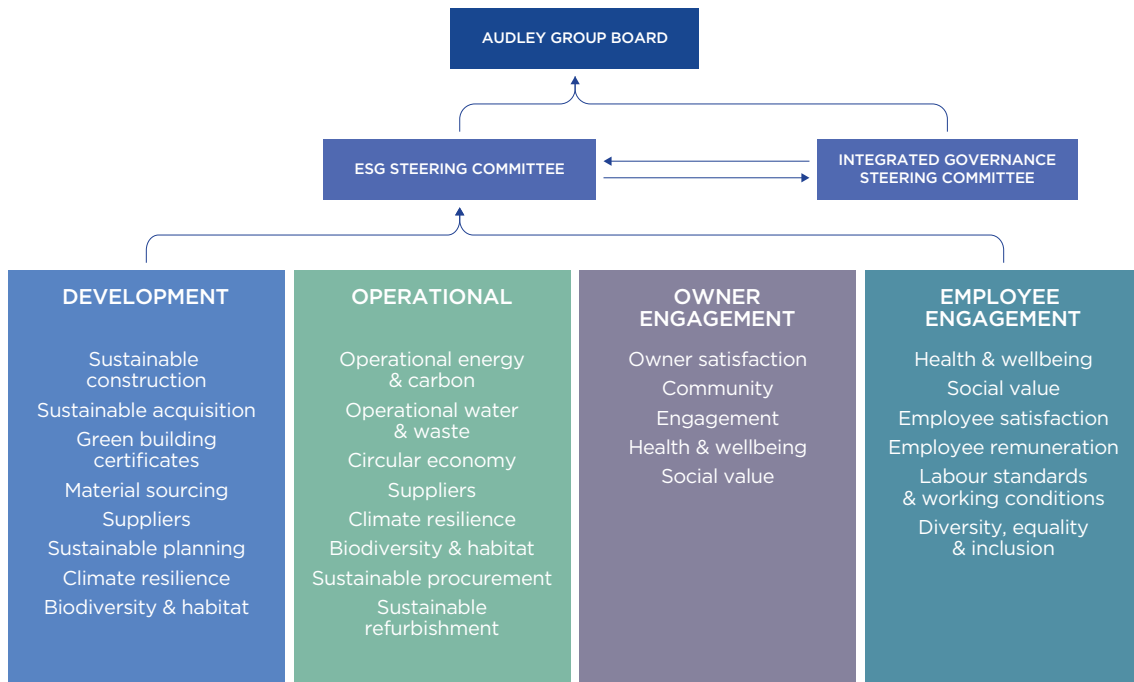 AUDLEY GROUP BOARD
ESG STEERING COMMITTEE
INTEGRATED GOVERNANCE
STEERING COMMITTEE
DEVELOPMENT
Sustainable
construction
Sustainable acquisition
Green building
certificates
Material sourcing
Suppliers
Sustainable planning
Climate resilience
Biodiversity & habitat
OPERATIONAL
Operational energy
& carbon
Operational water
& waste
Circular economy
Suppliers
Climate resilience
Biodiversity & habitat
Sustainable procurement
Sustainable
refurbishment
OWNER
ENGAGEMENT
Owner satisfaction
Community
Engagement
Health & wellbeing
Social value
EMPLOYEE
ENGAGEMENT
Health & wellbeing
Social value
Employee satisfaction
Employee remuneration
Labour standards
& working conditions
Diversity, equality
& inclusion